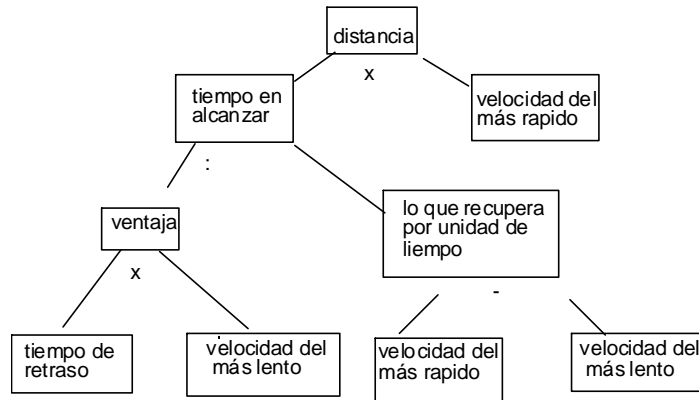 distancia
x
tiempo en
alcanzar
velocidad del
más rapido
:
ventaja
lo que recupera
por unidad de
liempo
x
-
tiempo de
retraso
velocidad del
más lento
velocidad del
más rapido
velocidad del
más lento